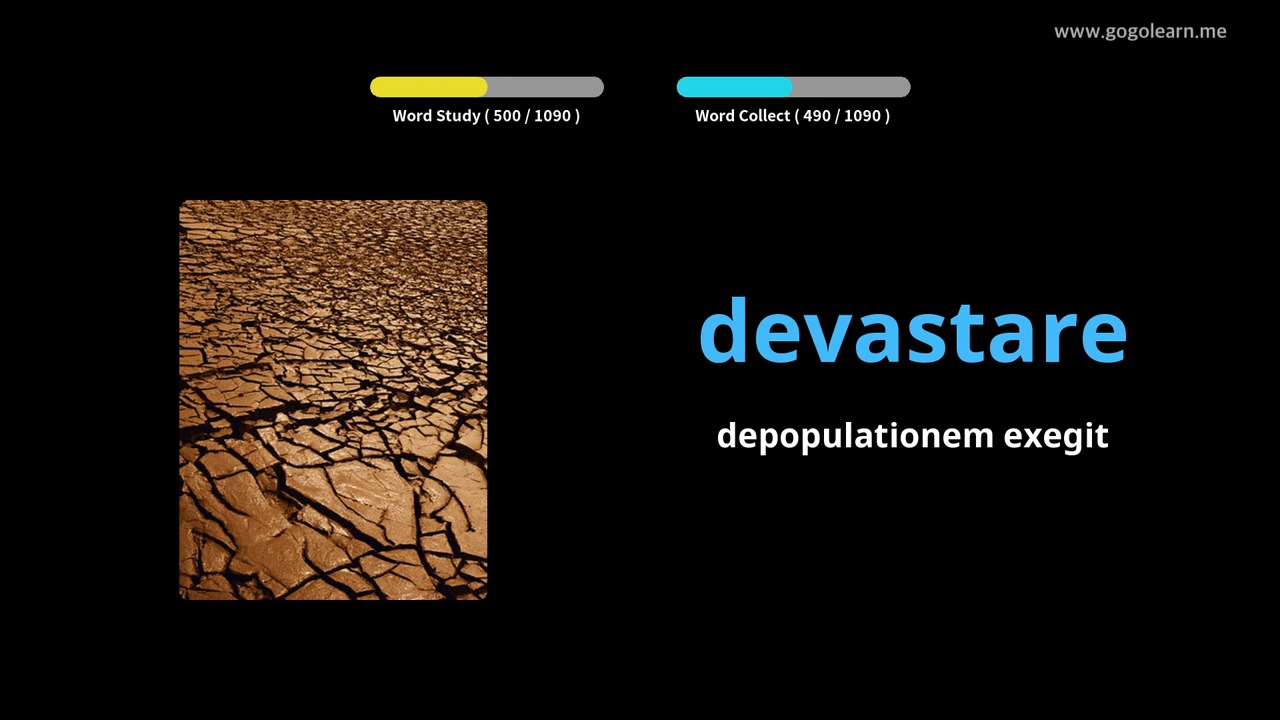 www.gogolearn.me
Word Study ( 500 / 1090 )
Word Collect ( 490 / 1090 )
devastare
depopulationem exegit